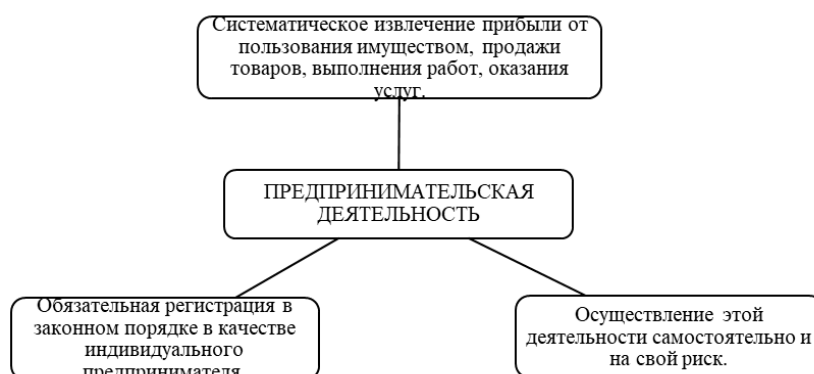 Систематическое извлечение прибыли от
пользования имуществом, продажи
товаров, выполнения работ, оказания
услуг.
ПРЕДПРИНИМАТЕЛЬСКАЯ
ДЕЯТЕЛЬНОСТЬ
Обязательная регистрация в
законном порядке в качестве
индивидуального
предпринимателя
Осуществление этой
деятельности самостоятельно и
на свой риск.